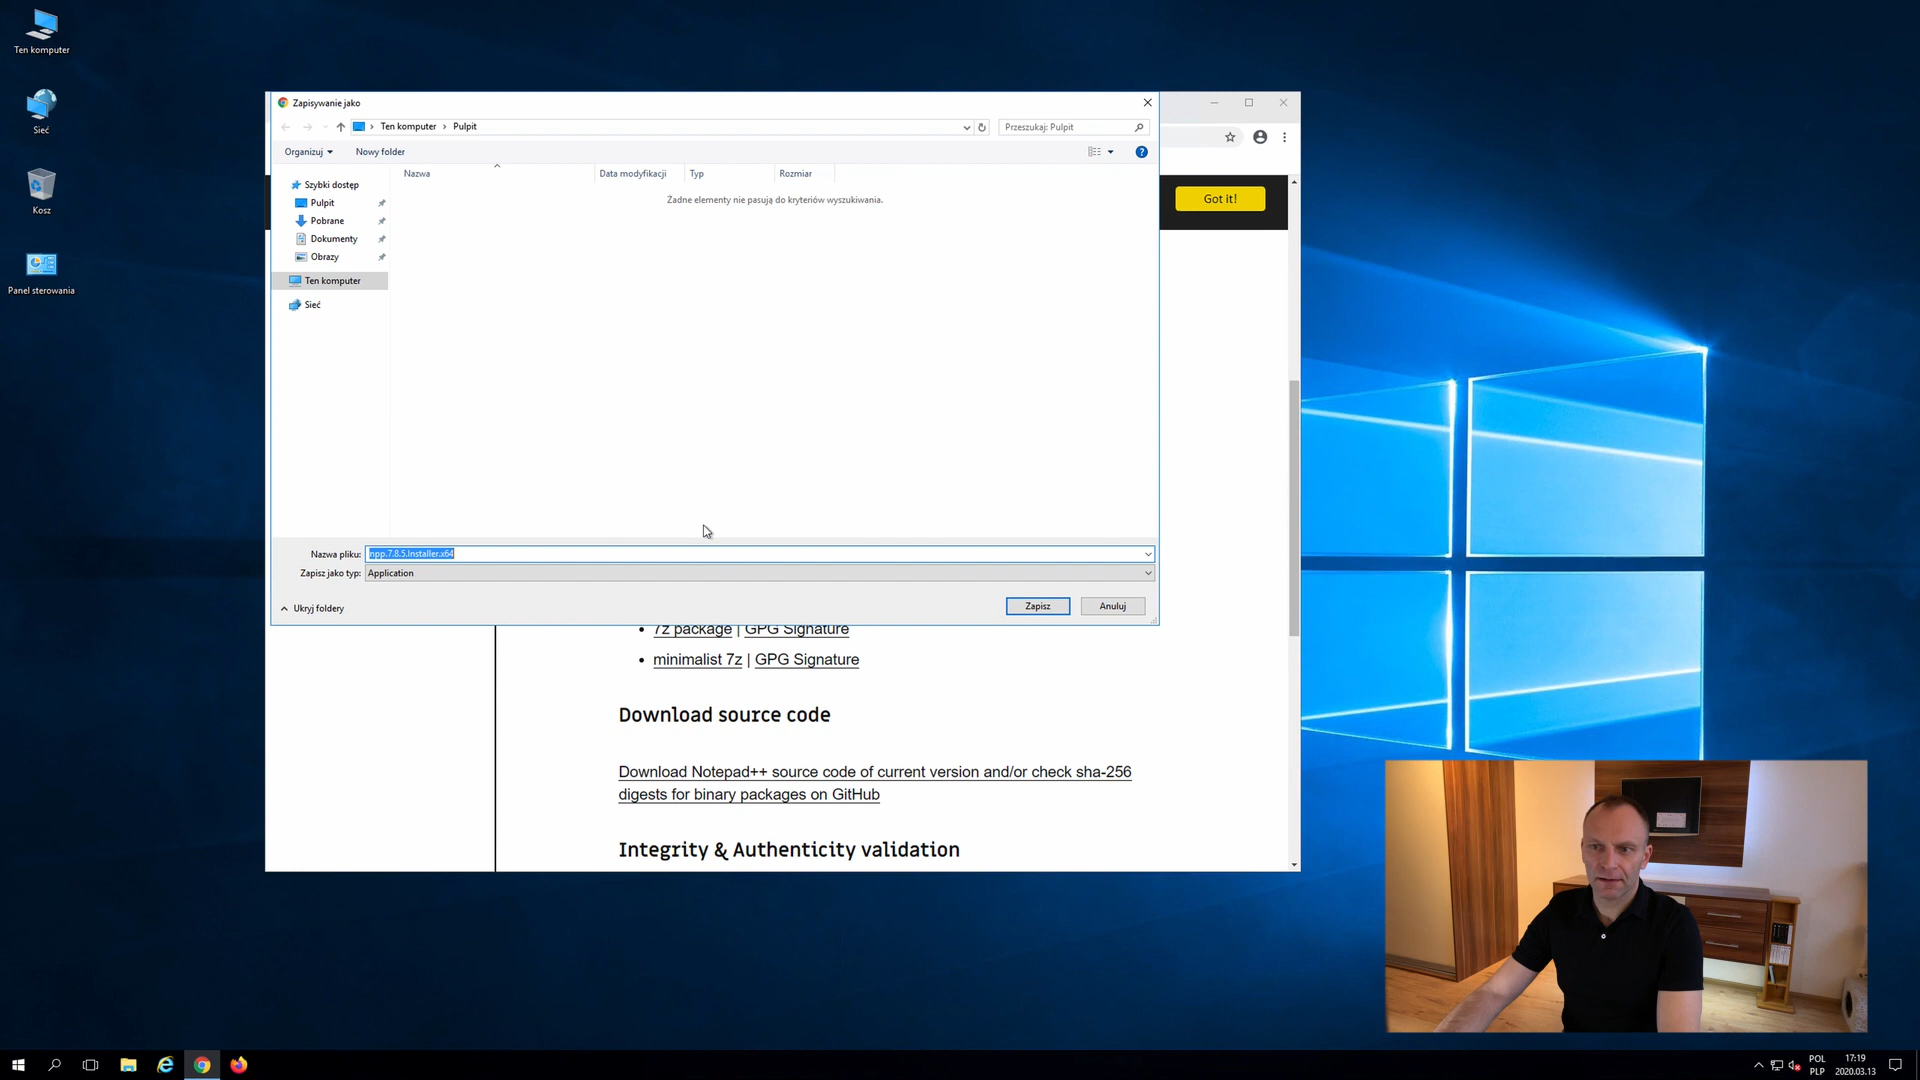 Ten komputer
Sieć
Kosz
Panel sterowania
Zapisywanie jako
Ten komputer
Pulpit
Przeszukaj: Pulpit
Organizuj
Nowy folder
Nazwa
Data modyfikacji
Typ
Rozmiar
Żadne elementy nie pasują do kryteriów wyszukiwania.
Szybki dostęp
Pulpit
Pobrane
Dokumenty
Obrazy
Ten komputer
Sieć
Nazwa pliku:
npp.7.8.5.Installer.x64
Zapisz jako typ:
Application
Ukryj foldery
Zapisz
Anuluj
Got it!
7z package | GPG Signature
minimalist 7z | GPG Signature
Download source code
Download Notepad++ source code of current version and/or check sha-256
digests for binary packages on GitHub
Integrity & Authenticity validation
POL
PLP
17:19
2020.03.13